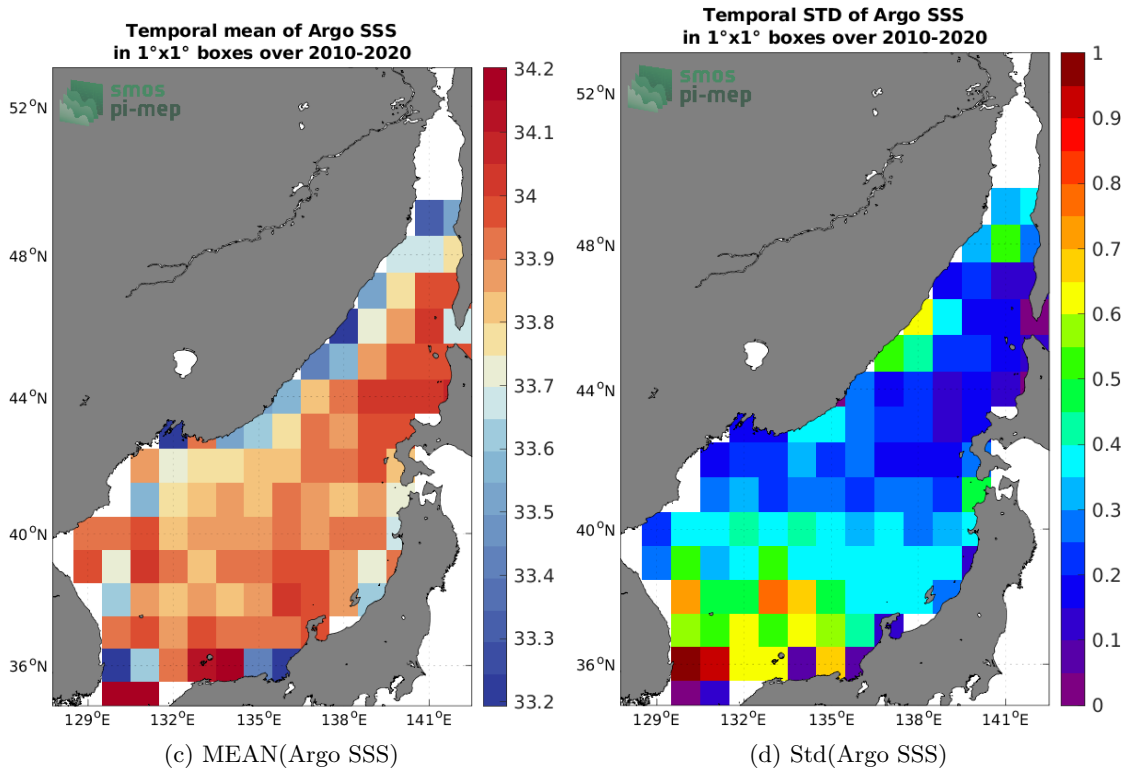 Temporal mean of Argo SSS
in 1°x1° boxes over 2010-2020
smos
pi-mep
52°N
48°N
44°N
40°N
36°N
129°E
132°E
135°E
138°E
141°E
34.2
34.1
34
33.9
33.8
33.7
33.6
33.5
33.4
33.3
33.2
(c) MEAN(Argo SSS)
Temporal STD of Argo SSS
in 1°x1° boxes over 2010-2020
smos
pi-mep
52°N
48°N
44°N
40°N
36°N
129°E
132°E
135°E
138°E
141°E
1
0.9
0.8
0.7
0.6
0.5
0.4
0.3
0.2
0.1
0
(d) Std(Argo SSS)